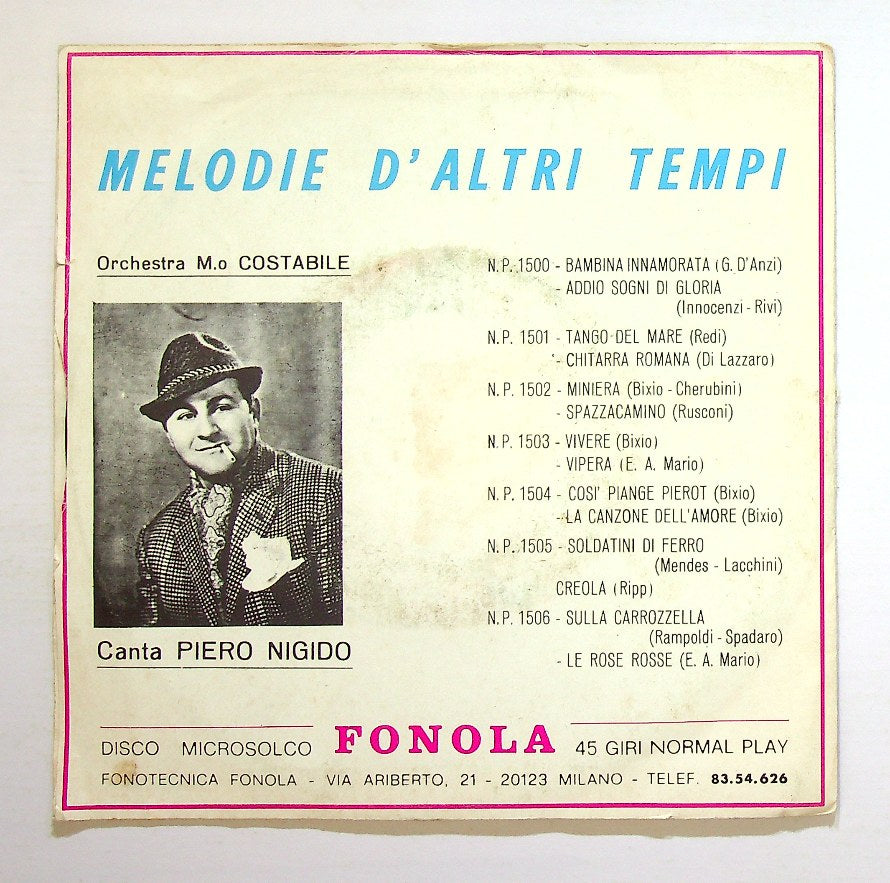 MELODIE D'ALTRI TEMPI
Orchestra M.o COSTABILE
Canta PIERO NIGIDO
N.P. 1500 - BAMBINA INNAMORATA (G. D'Anzi)
- ADDIO SOGNI DI GLORIA
(Innocenzi - Rivi)
N.P. 1501 - TANGO DEL MARE (Redi)
- CHITARRA ROMANA (Di Lazzaro)
N.P. 1502 - MINIERA (Bixio - Cherubini)
- SPAZZACAMINO (Rusconi)
N.P. 1503 - VIVERE (Bixio)
- VIPERA (E. A. Mario)
N.P. 1504 - COSI' PIANGE PIEROT (Bixio)
- LA CANZONE DELL'AMORE (Bixio)
N.P. 1505 - SOLDATINI DI FERRO
(Mendes - Lacchini)
CREOLA (Ripp)
N.P. 1506 - SULLA CARROZZELLA
(Rampoldi - Spadaro)
- LE ROSE ROSSE (E. A. Mario)
DISCO MICROSOLCO FONOLA 45 GIRI NORMAL PLAY
FONOTECNICA FONOLA - VIA ARIBERTO, 21 - 20123 MILANO - TELEF. 83.54.626